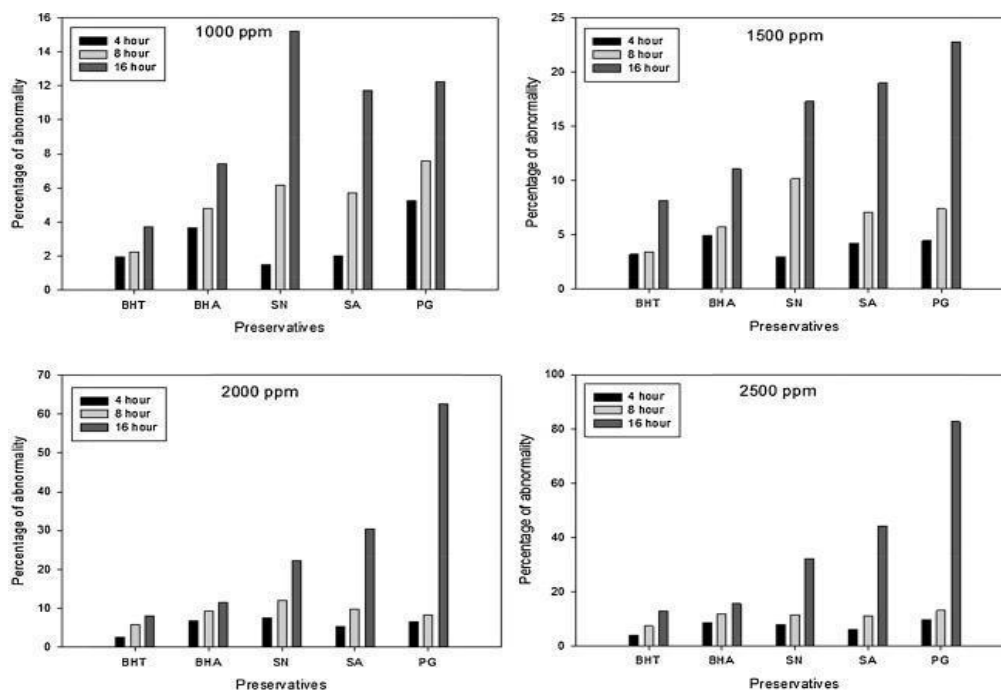 1000 ppm
4 hour
8 hour
16 hour
Percentage of abnormality
16
14
12
10
8
6
4
2
0
BHT BHA SN SA PG
Preservatives
1500 ppm
4 hour
8 hour
16 hour
Percentage of abnormality
25
20
15
10
5
0
BHT BHA SN SA PG
Preservatives
2000 ppm
4 hour
8 hour
16 hour
Percentage of abnormality
70
60
50
40
30
20
10
0
BHT BHA SN SA PG
Preservatives
2500 ppm
4 hour
8 hour
16 hour
Percentage of abnormality
100
80
60
40
20
0
BHT BHA SN SA PG
Preservatives